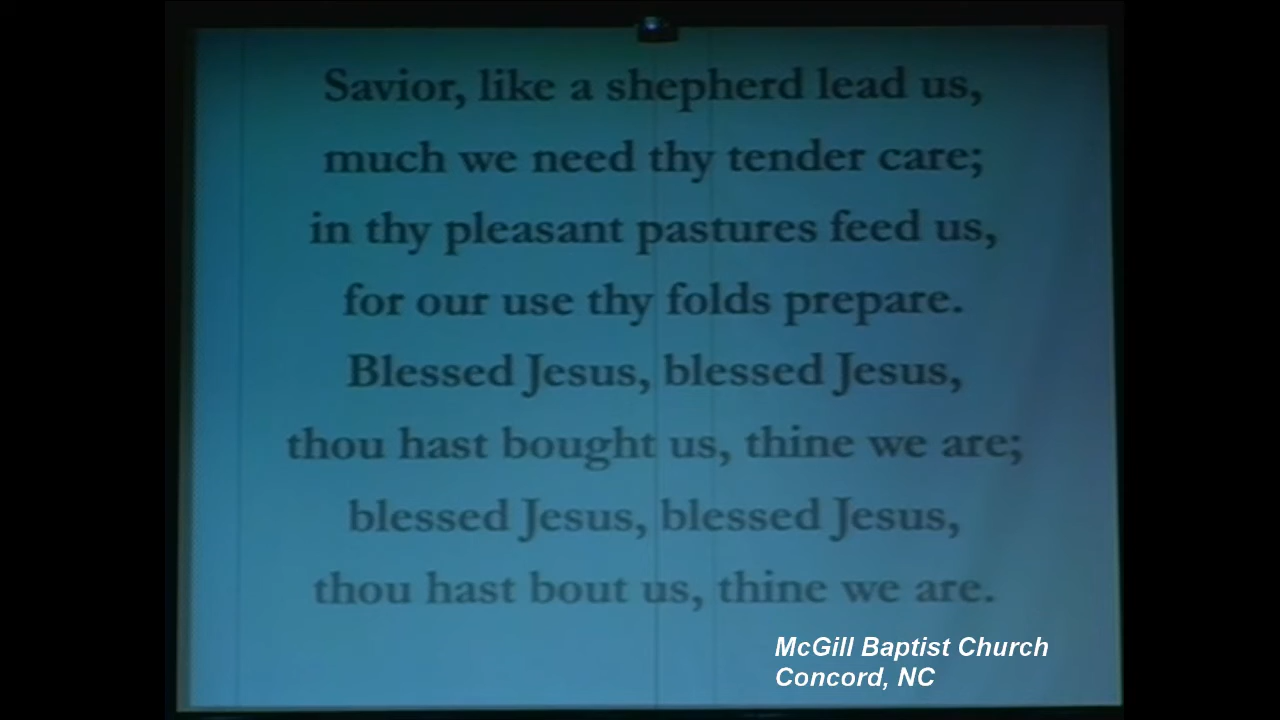 Savior, like a shepherd lead us,
much we need thy tender care;
in thy pleasant pastures feed us,
for our use thy folds prepare.
Blessed Jesus, blessed Jesus,
thou hast bought us, thine we are;
blessed Jesus, blessed Jesus,
thou hast bout us, thine we are.
McGill Baptist Church
Concord, NC